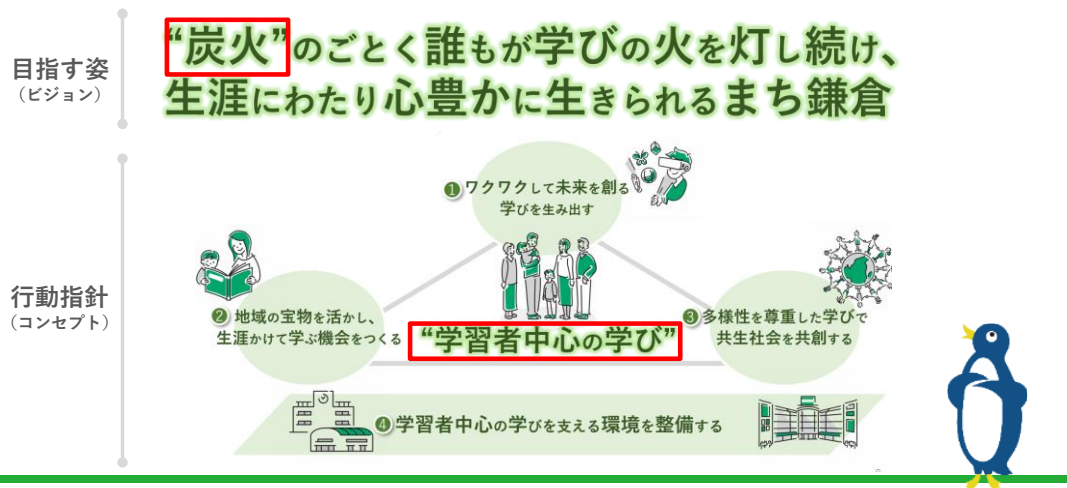 目指す姿
（ビジョン）
“炭火”のごとく誰もが学びの火を灯し続け、
生涯にわたり心豊かに生きられるまち鎌倉
行動指針
（コンセプト）
❶ワクワクして未来を創る
学びを生み出す
❷地域の宝物を活かし、
生涯かけて学ぶ機会をつくる
“学習者中心の学び”
❸多様性を尊重した学びで
共生社会を共創する
❹学習者中心の学びを支える環境を整備する